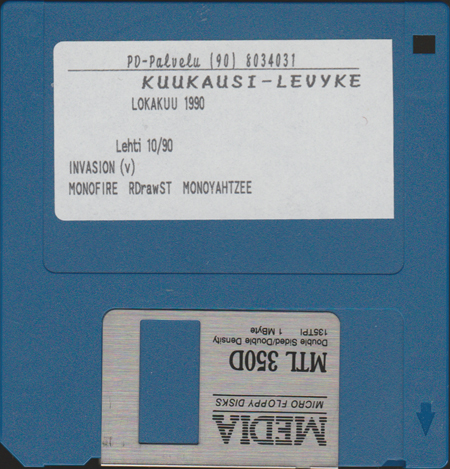 PD-Palvelu (90) 8034031
KUUKAUSI-LEVYKE
LOKAKUU 1990
Lehti 10/90
INVASION (v)
MONOFIRE RDrawST MONOYAHTZEE
MEDIA
MICRO FLOPPY DISKS
MTL 350D
Double Sided/Double Density
135TPI 1 MByte